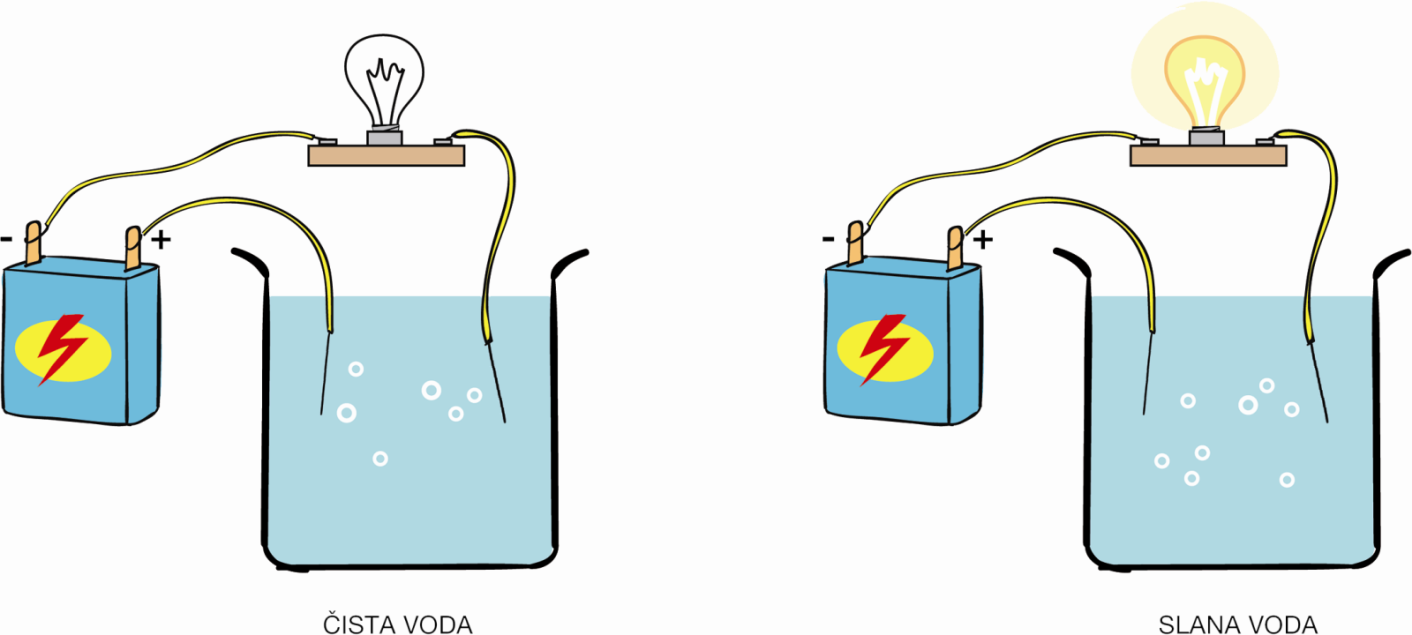 - +
- +
ČISTA VODA
SLANA VODA